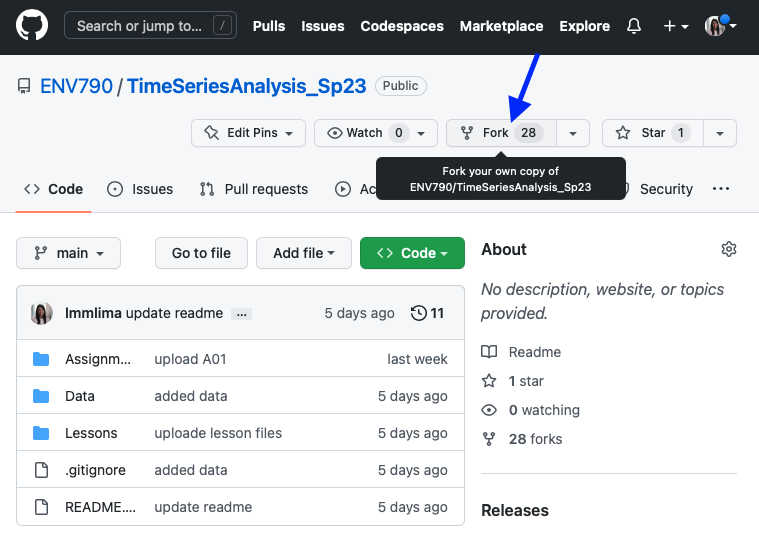 Search or jump to... / Pulls Issues Codespaces Marketplace Explore
ENV790 / TimeSeriesAnalysis_Sp23 Public
Edit Pins Watch 0 Fork 28 Star 1
Fork your own copy of
ENV790/TimeSeriesAnalysis_Sp23
Code Issues Pull requests Ac Security ...
main Go to file Add file Code
About
No description, website, or topics
provided.
lmmlima update readme ... 5 days ago 11
Assignm... upload A01 last week
Data added data 5 days ago
Lessons uploade lesson files 5 days ago
.gitignore added data 5 days ago
README.... update readme 5 days ago
Readme
1 star
0 watching
28 forks
Releases